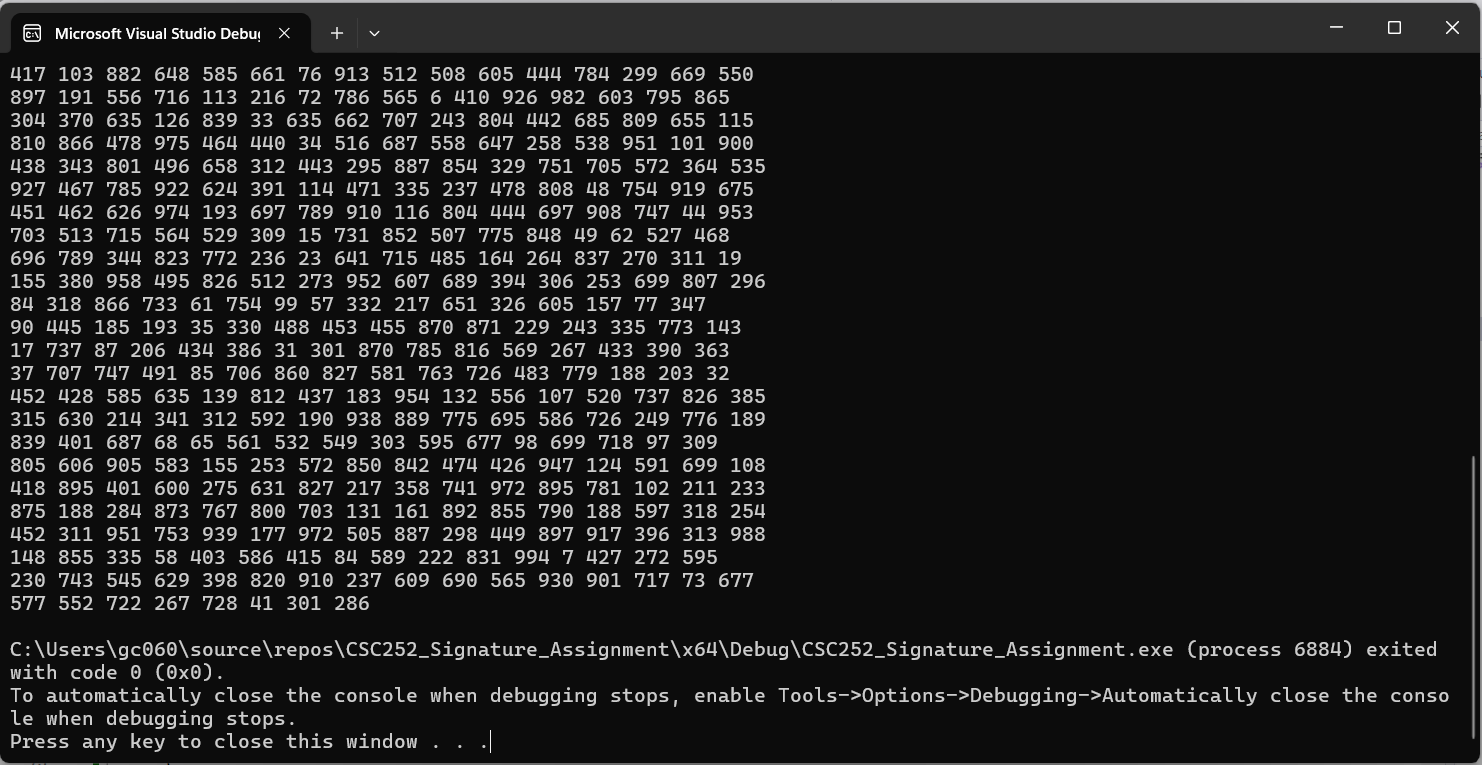 Microsoft Visual Studio Debug
417 103 882 648 585 661 76 913 512 508 605 444 784 299 669 550
897 191 556 716 113 216 72 786 565 6 410 926 982 603 795 865
304 370 635 126 839 33 635 662 707 243 804 442 685 809 655 115
810 866 478 975 464 440 34 516 687 558 647 258 538 951 101 900
438 343 801 496 658 312 443 295 887 854 329 751 705 572 364 535
927 467 785 922 624 391 114 471 335 237 478 808 48 754 919 675
451 462 626 974 193 697 789 910 116 804 444 697 908 747 44 953
703 513 715 564 529 309 15 731 852 507 775 848 49 62 527 468
696 789 344 823 772 236 23 641 715 485 164 264 837 270 311 19
155 380 958 495 826 512 273 952 607 689 394 306 253 699 807 296
84 318 866 733 61 754 99 57 332 217 651 326 605 157 77 347
90 445 185 193 35 330 488 453 455 870 871 229 243 335 773 143
17 737 87 206 434 386 31 301 870 785 816 569 267 433 390 363
37 707 747 491 85 706 860 827 581 763 726 483 779 188 203 32
452 428 585 635 139 812 437 183 954 132 556 107 520 737 826 385
315 630 214 341 312 592 190 938 889 775 695 586 726 249 776 189
839 401 687 68 65 561 532 549 303 595 677 98 699 718 97 309
805 606 905 583 155 253 572 850 842 474 426 947 124 591 699 108
418 895 401 600 275 631 827 217 358 741 972 895 781 102 211 233
875 188 284 873 767 800 703 131 161 892 855 790 188 597 318 254
452 311 951 753 939 177 972 505 887 298 449 897 917 396 313 988
148 855 335 58 403 586 415 84 589 222 831 994 7 427 272 595
230 743 545 629 398 820 910 237 609 690 565 930 901 717 73 677
577 552 722 267 728 41 301 286
C:\Users\gc060\source\repos\CSC252_Signature_Assignment\x64\Debug\CSC252_Signature_Assignment.exe (process 6884) exited
with code 0 (0x0).
To automatically close the console when debugging stops, enable Tools->Options->Debugging->Automatically close the conso
le when debugging stops.
Press any key to close this window . . .